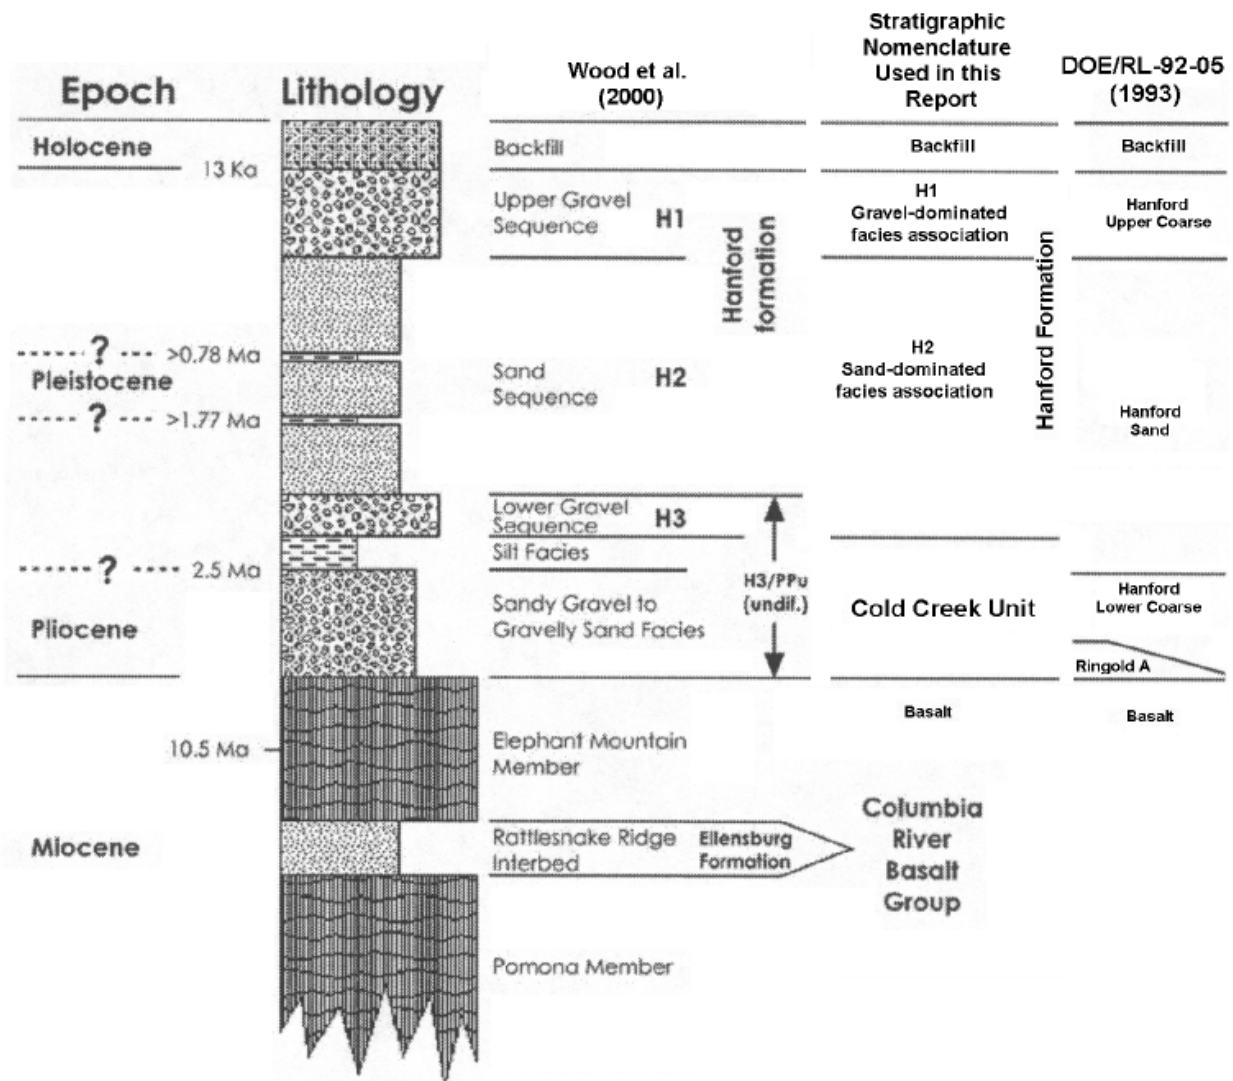 Stratigraphic
Nomenclature
Used in this
Report
Wood et al.
(2000)
DOE/RL-92-05
(1993)
Epoch
Lithology
Holocene
13 Ka
Backfill
Backfill
Backfill
Upper Gravel
Sequence
H1
H1
Gravel-dominated
facies association
Hanford
Upper Coarse
Hanford
formation
Hanford Formation
? >0.78 Ma
Pleistocene
? >1.77 Ma
Sand
Sequence
H2
H2
Sand-dominated
facies association
Hanford
Sand
Lower Gravel
Sequence
H3
Silt Facies
? 2.5 Ma
H3/PPu
(undif.)
Pliocene
Sandy Gravel to
Gravelly Sand Facies
Cold Creek Unit
Hanford
Lower Coarse
Ringold A
Basalt
Basalt
10.5 Ma
Elephant Mountain
Member
Miocene
Rattlesnake Ridge
Interbed
Ellensburg
Formation
Columbia
River
Basalt
Group
Pomona Member